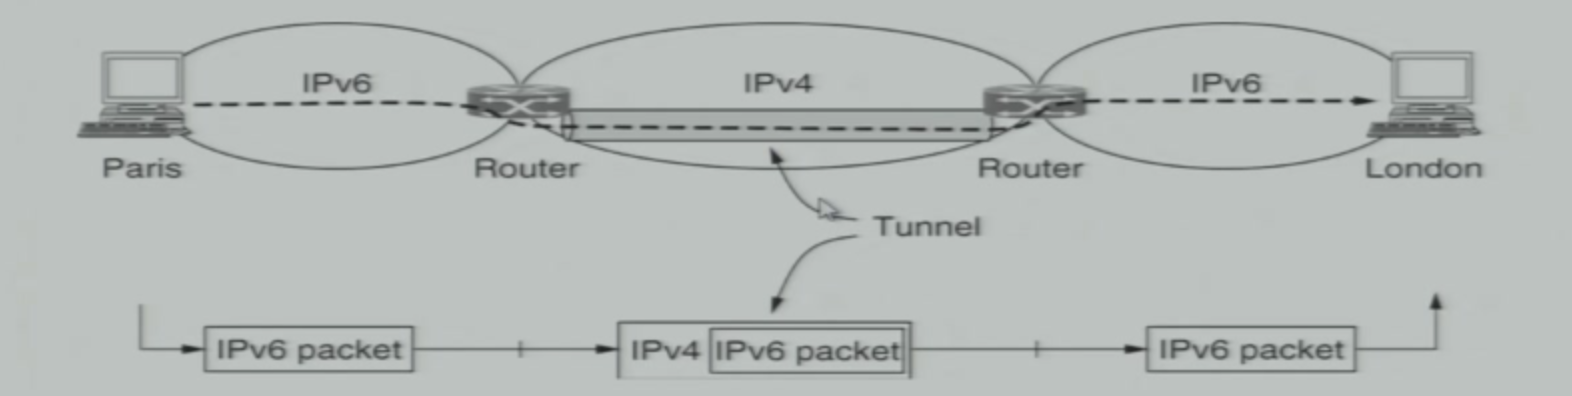 IPv6
IPv4
IPv6
Paris
Router
Router
London
Tunnel
IPv6 packet
IPv4 IPv6 packet
IPv6 packet